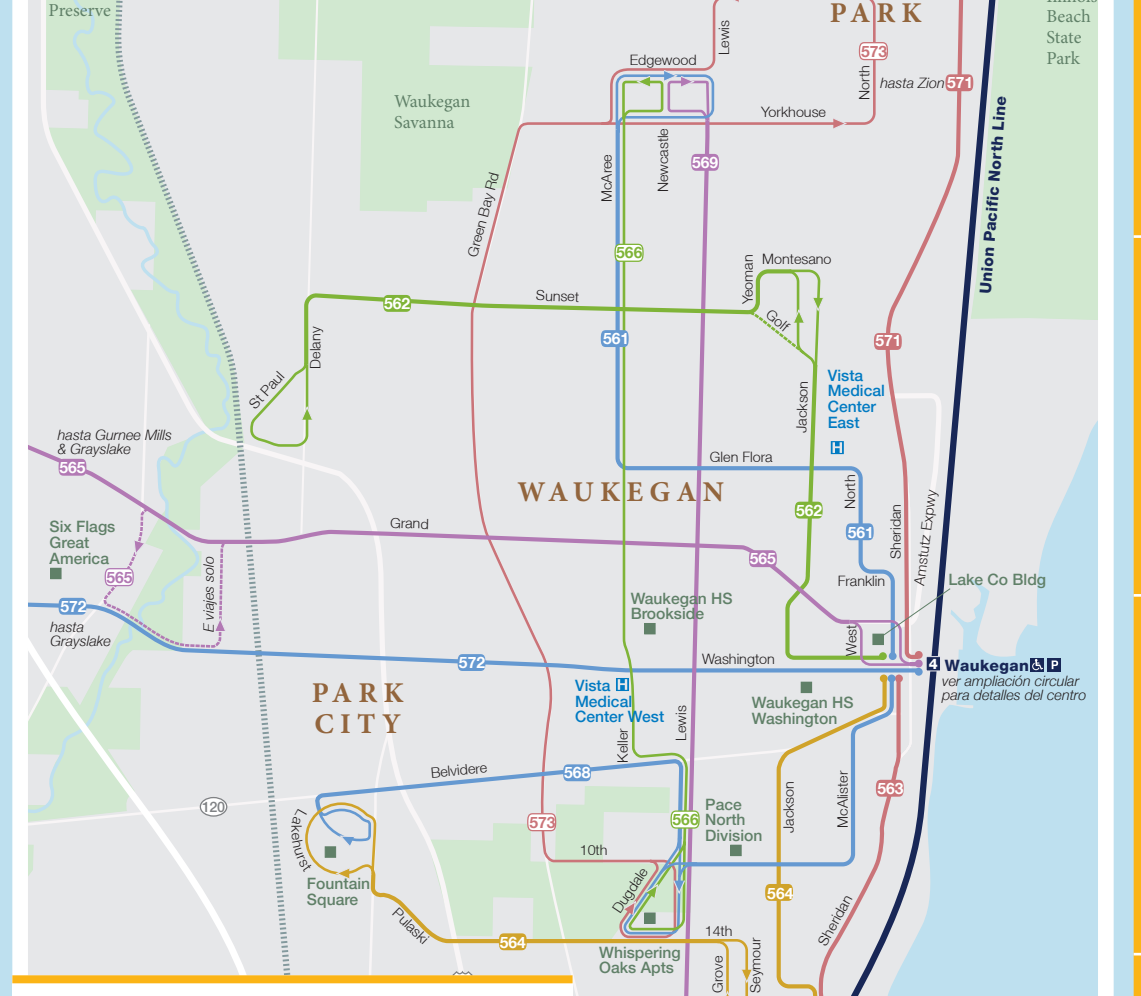 Preserve
PARK
Illinois
Beach
State
Park
Lewis
573
North
hasta Zion
571
Edgewood
Waukegan
Savanna
Yorkhouse
Union Pacific North Line
McAree
Newcastle
569
Green Bay Rd
566
Montesano
Yeoman
Sunset
562
Golf
561
571
Delany
St Paul
Vista
Medical
Center
East
H
Jackson
hasta Gurnee Mills
& Grayslake
565
Glen Flora
WAUKEGAN
North
562
Sheridan
Amstutz Expwy
561
Grand
Six Flags
Great
America
565
565
E viajes solo
Franklin
Lake Co Bldg
572
hasta
Grayslake
Waukegan HS
Brookside
West
572
Washington
4 Waukegan P
ver ampliación circular
para detalles del centro
PARK
CITY
Vista H
Medical
Center West
Waukegan HS
Washington
Keller
Lewis
Belvidere
568
120
Lakehurst
573
566
Pace
North
Division
Jackson
McAlister
563
10th
Fountain
Square
Dugdale
564
Pulaski
564
Whispering
Oaks Apts
14th
Grove
Seymour
Sheridan